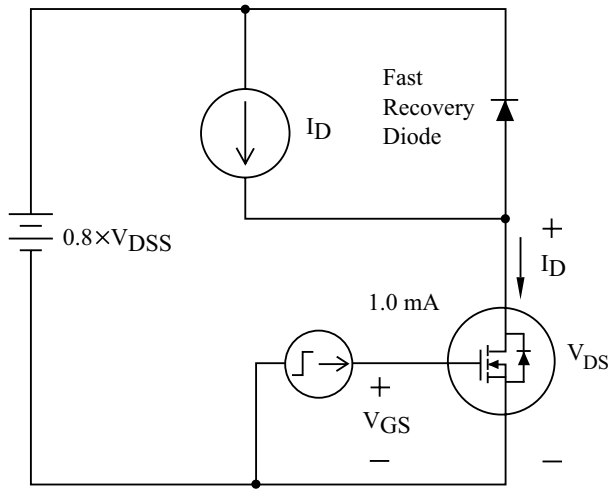 Fast
Recovery
Diode
I_D
0.8×V_DSS
+
I_D
1.0 mA
V_DS
+
V_GS
−
−